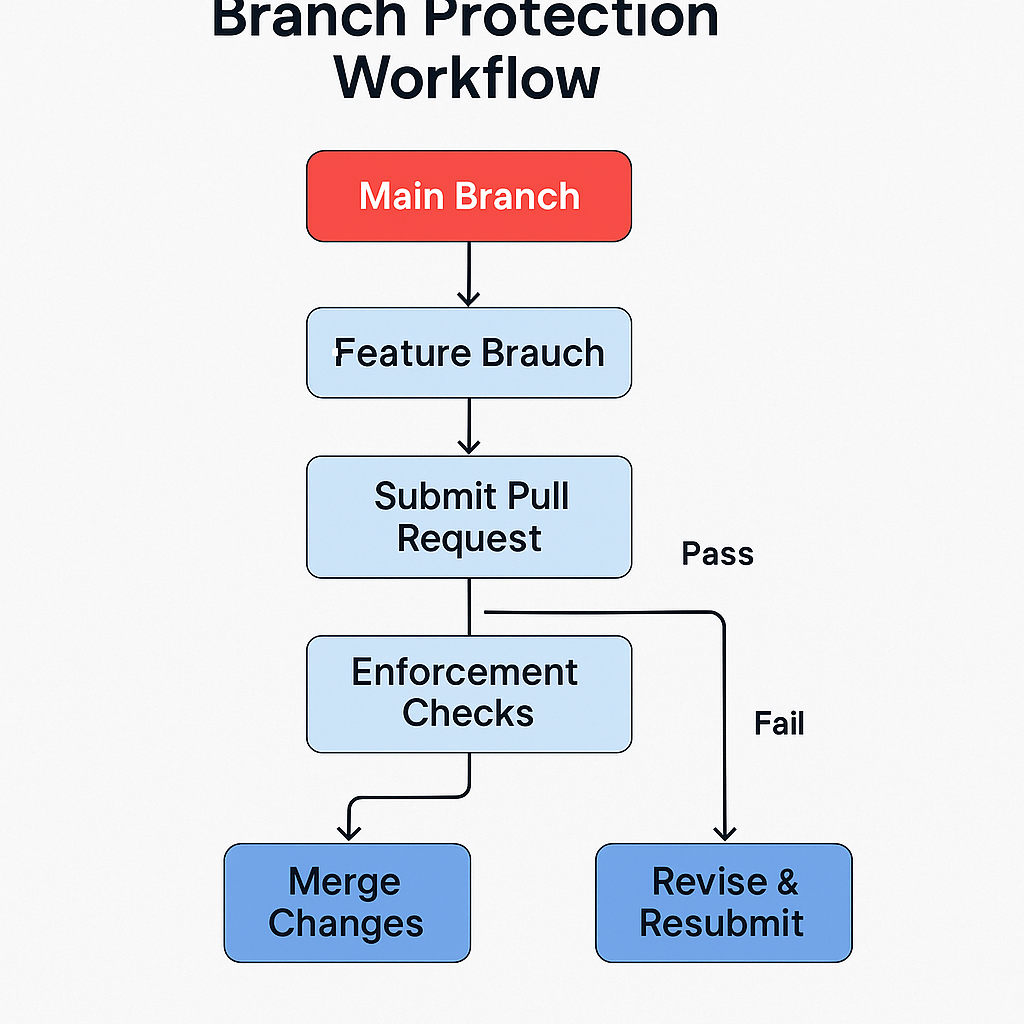 Branch Protection
Workflow
Main Branch
Feature Brauch
Submit Pull
Request
Pass
Enforcement
Checks
Fail
Merge
Changes
Revise &
Resubmit